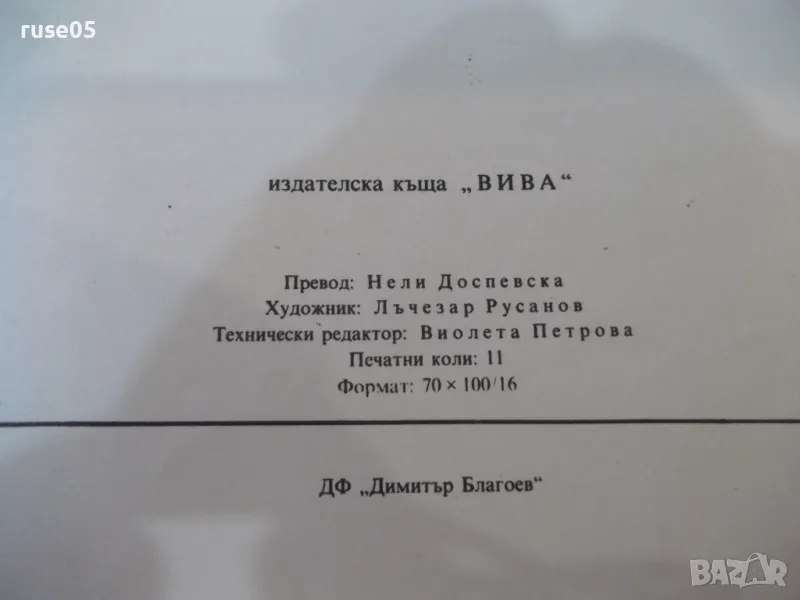 ruse05
издателска къща „ВИВА“
Превод: Нели Доспевска
Художник: Лъчезар Русанов
Технически редактор: Виолета Петрова
Печатни коли: 11
Формат: 70 × 100/16
ДФ „Димитър Благоев“
BAZAR